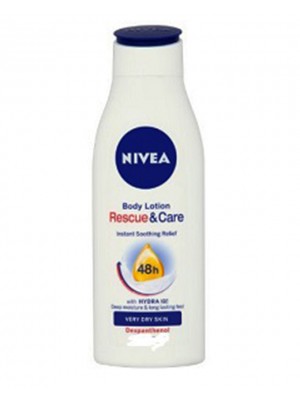 NIVEA
Body Lotion
Rescue&Care
Instant Soothing Relief
48h
with HYDRA IQ
Deep moisture & long lasting feel
VERY DRY SKIN
Dexpanthenol